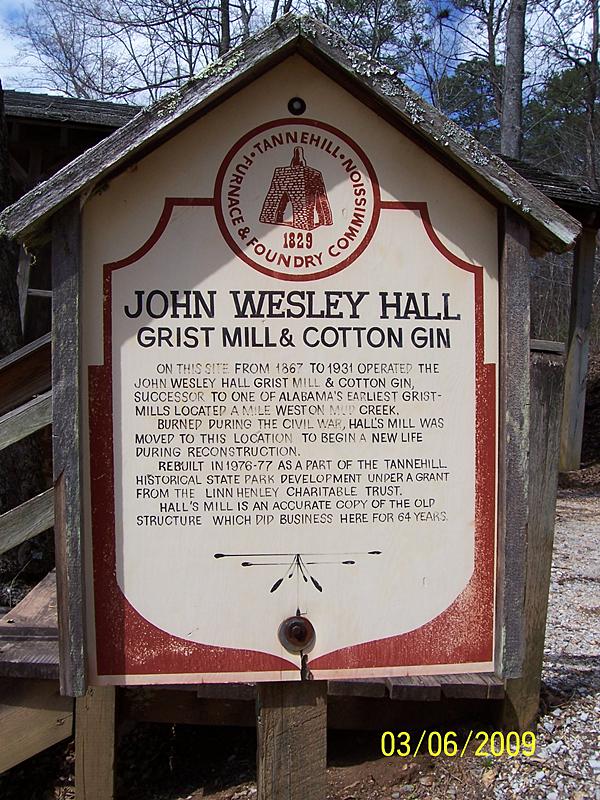 TANNEHILL
FURNACE & FOUNDRY COMMISSION
1829
JOHN WESLEY HALL
GRIST MILL & COTTON GIN
ON THIS SITE FROM 1867 TO 1931 OPERATED THE
JOHN WESLEY HALL GRIST MILL & COTTON GIN,
SUCCESSOR TO ONE OF ALABAMA'S EARLIEST GRIST-
MILLS LOCATED A MILE WEST ON MUD CREEK.
BURNED DURING THE CIVIL WAR, HALL'S MILL WAS
MOVED TO THIS LOCATION TO BEGIN A NEW LIFE
DURING RECONSTRUCTION.
REBUILT IN 1976-77 AS A PART OF THE TANNEHILL
HISTORICAL STATE PARK DEVELOPMENT UNDER A GRANT
FROM THE LINN HENLEY CHARITABLE TRUST.
HALL'S MILL IS AN ACCURATE COPY OF THE OLD
STRUCTURE WHICH DID BUSINESS HERE FOR 64 YEARS.
03/06/2009